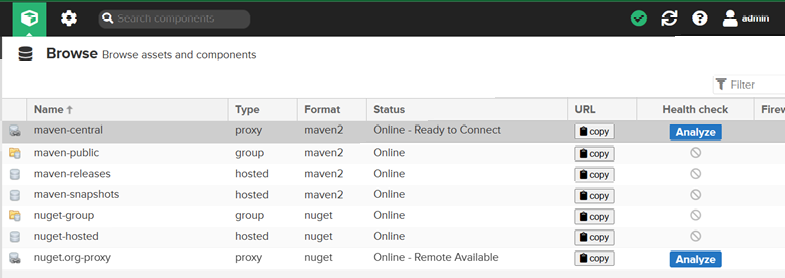 Search components
admin
Browse Browse assets and components
Filter
Name Type Format Status URL Health check Firew
maven-central proxy maven2 Online - Ready to Connect copy Analyze
maven-public group maven2 Online copy
maven-releases hosted maven2 Online copy
maven-snapshots hosted maven2 Online copy
nuget-group group nuget Online copy
nuget-hosted hosted nuget Online copy
nuget.org-proxy proxy nuget Online - Remote Available copy Analyze